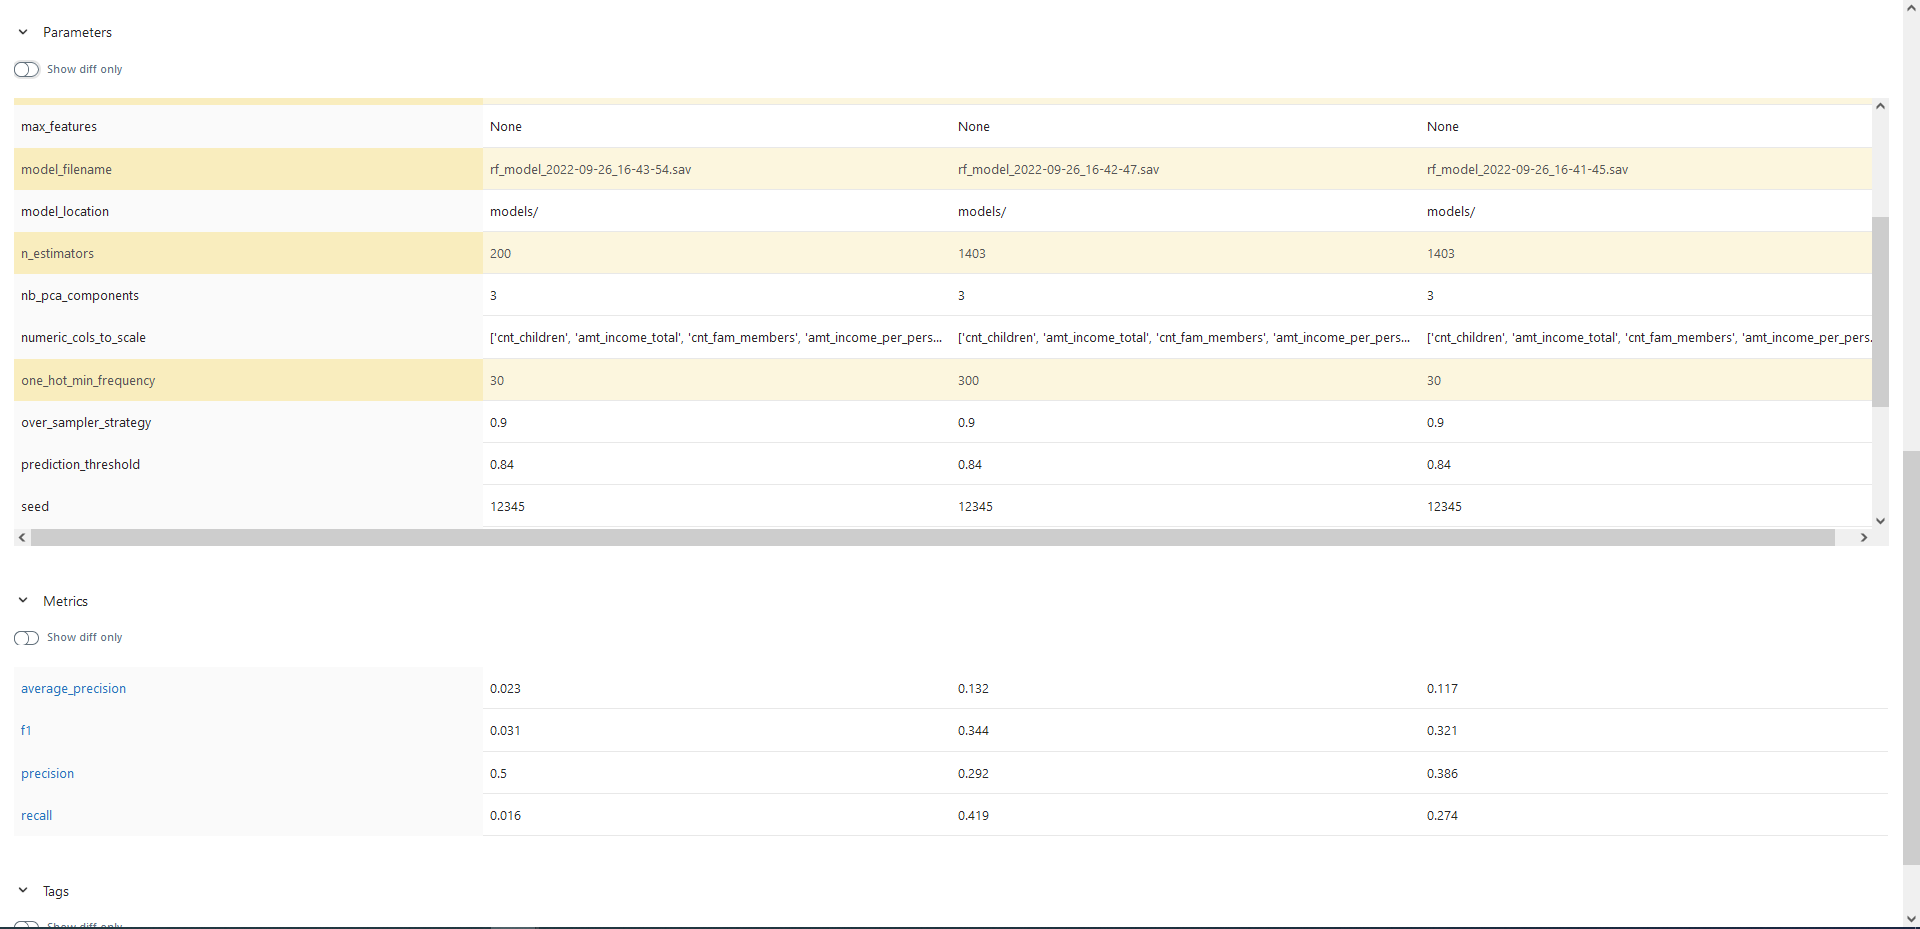 Parameters
Show diff only
max_features None None None
model_filename rf_model_2022-09-26_16-43-54.sav rf_model_2022-09-26_16-42-47.sav rf_model_2022-09-26_16-41-45.sav
model_location models/ models/ models/
n_estimators 200 1403 1403
nb_pca_components 3 3 3
numeric_cols_to_scale ['cnt_children', 'amt_income_total', 'cnt_fam_members', 'amt_income_per_pers... ['cnt_children', 'amt_income_total', 'cnt_fam_members', 'amt_income_per_pers... ['cnt_children', 'amt_income_total', 'cnt_fam_members', 'amt_income_per_pers.
one_hot_min_frequency 30 300 30
over_sampler_strategy 0.9 0.9 0.9
prediction_threshold 0.84 0.84 0.84
seed 12345 12345 12345
Metrics
Show diff only
average_precision 0.023 0.132 0.117
f1 0.031 0.344 0.321
precision 0.5 0.292 0.386
recall 0.016 0.419 0.274
Tags
Show diff only